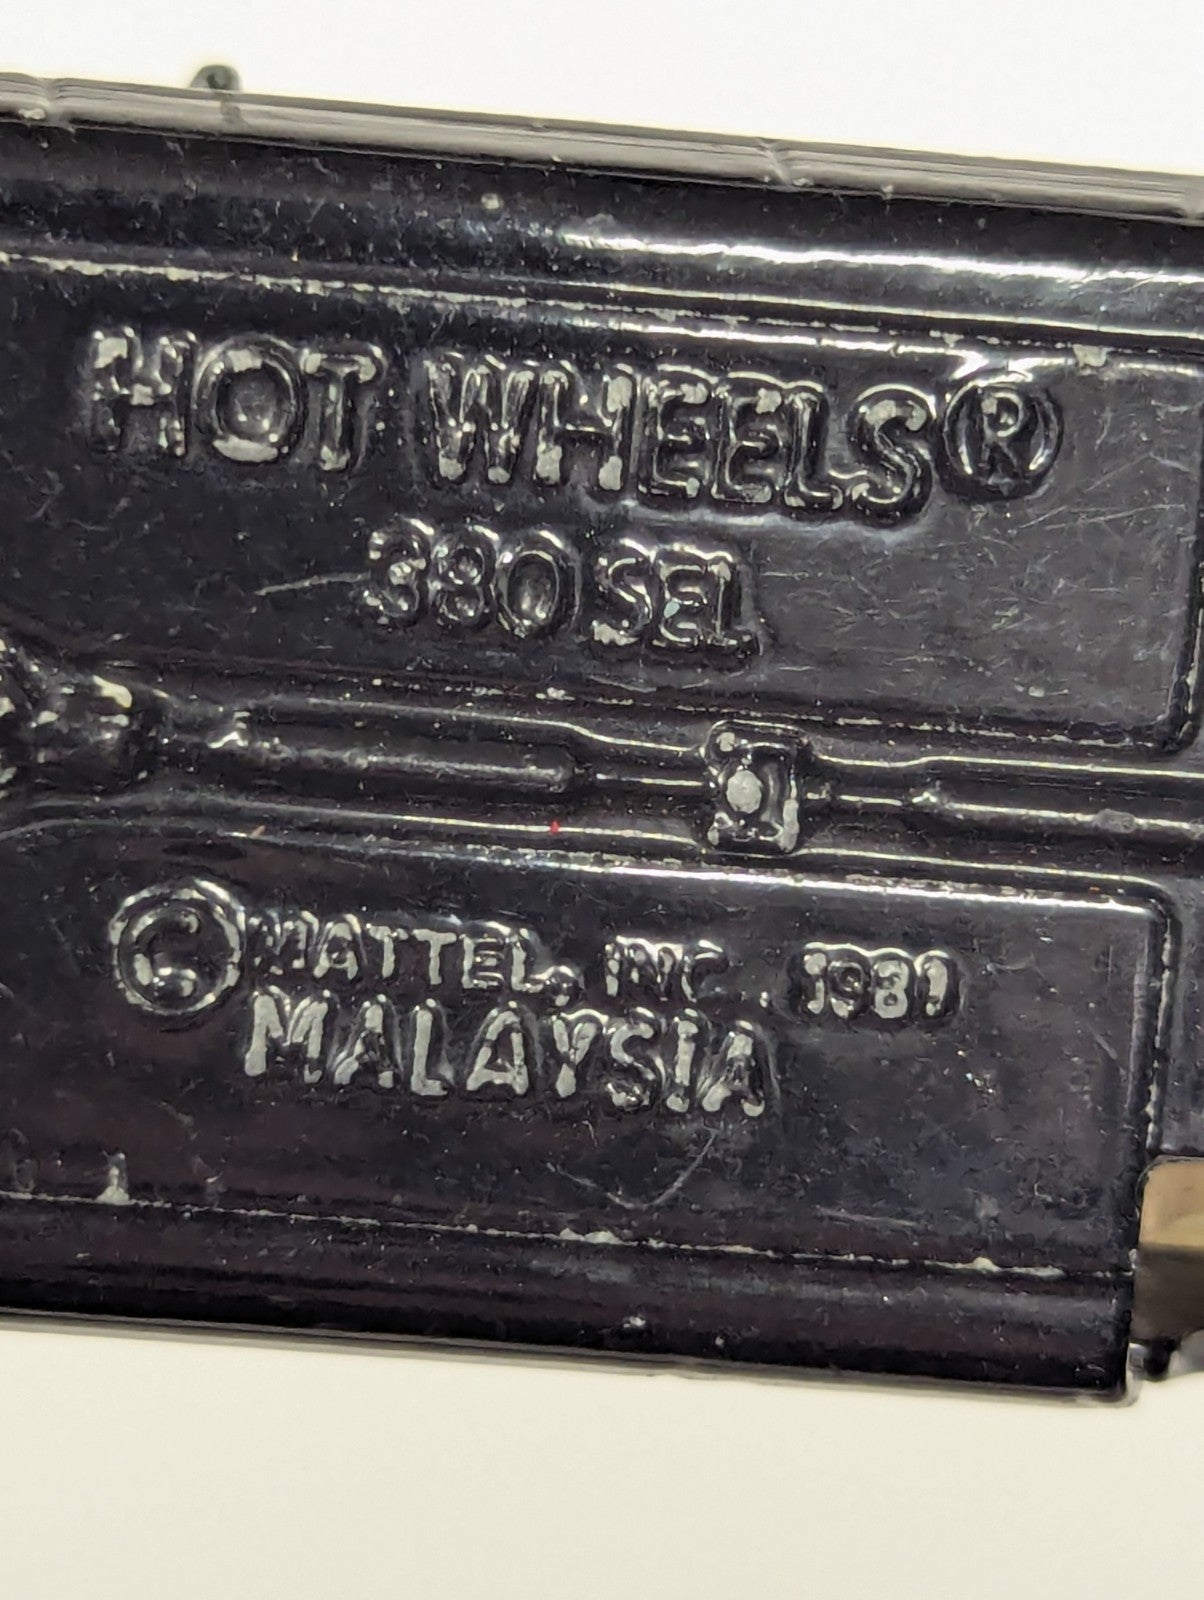 HOT WHEELS®
380 SEL
© MATTEL, INC. 1981
MALAYSIA